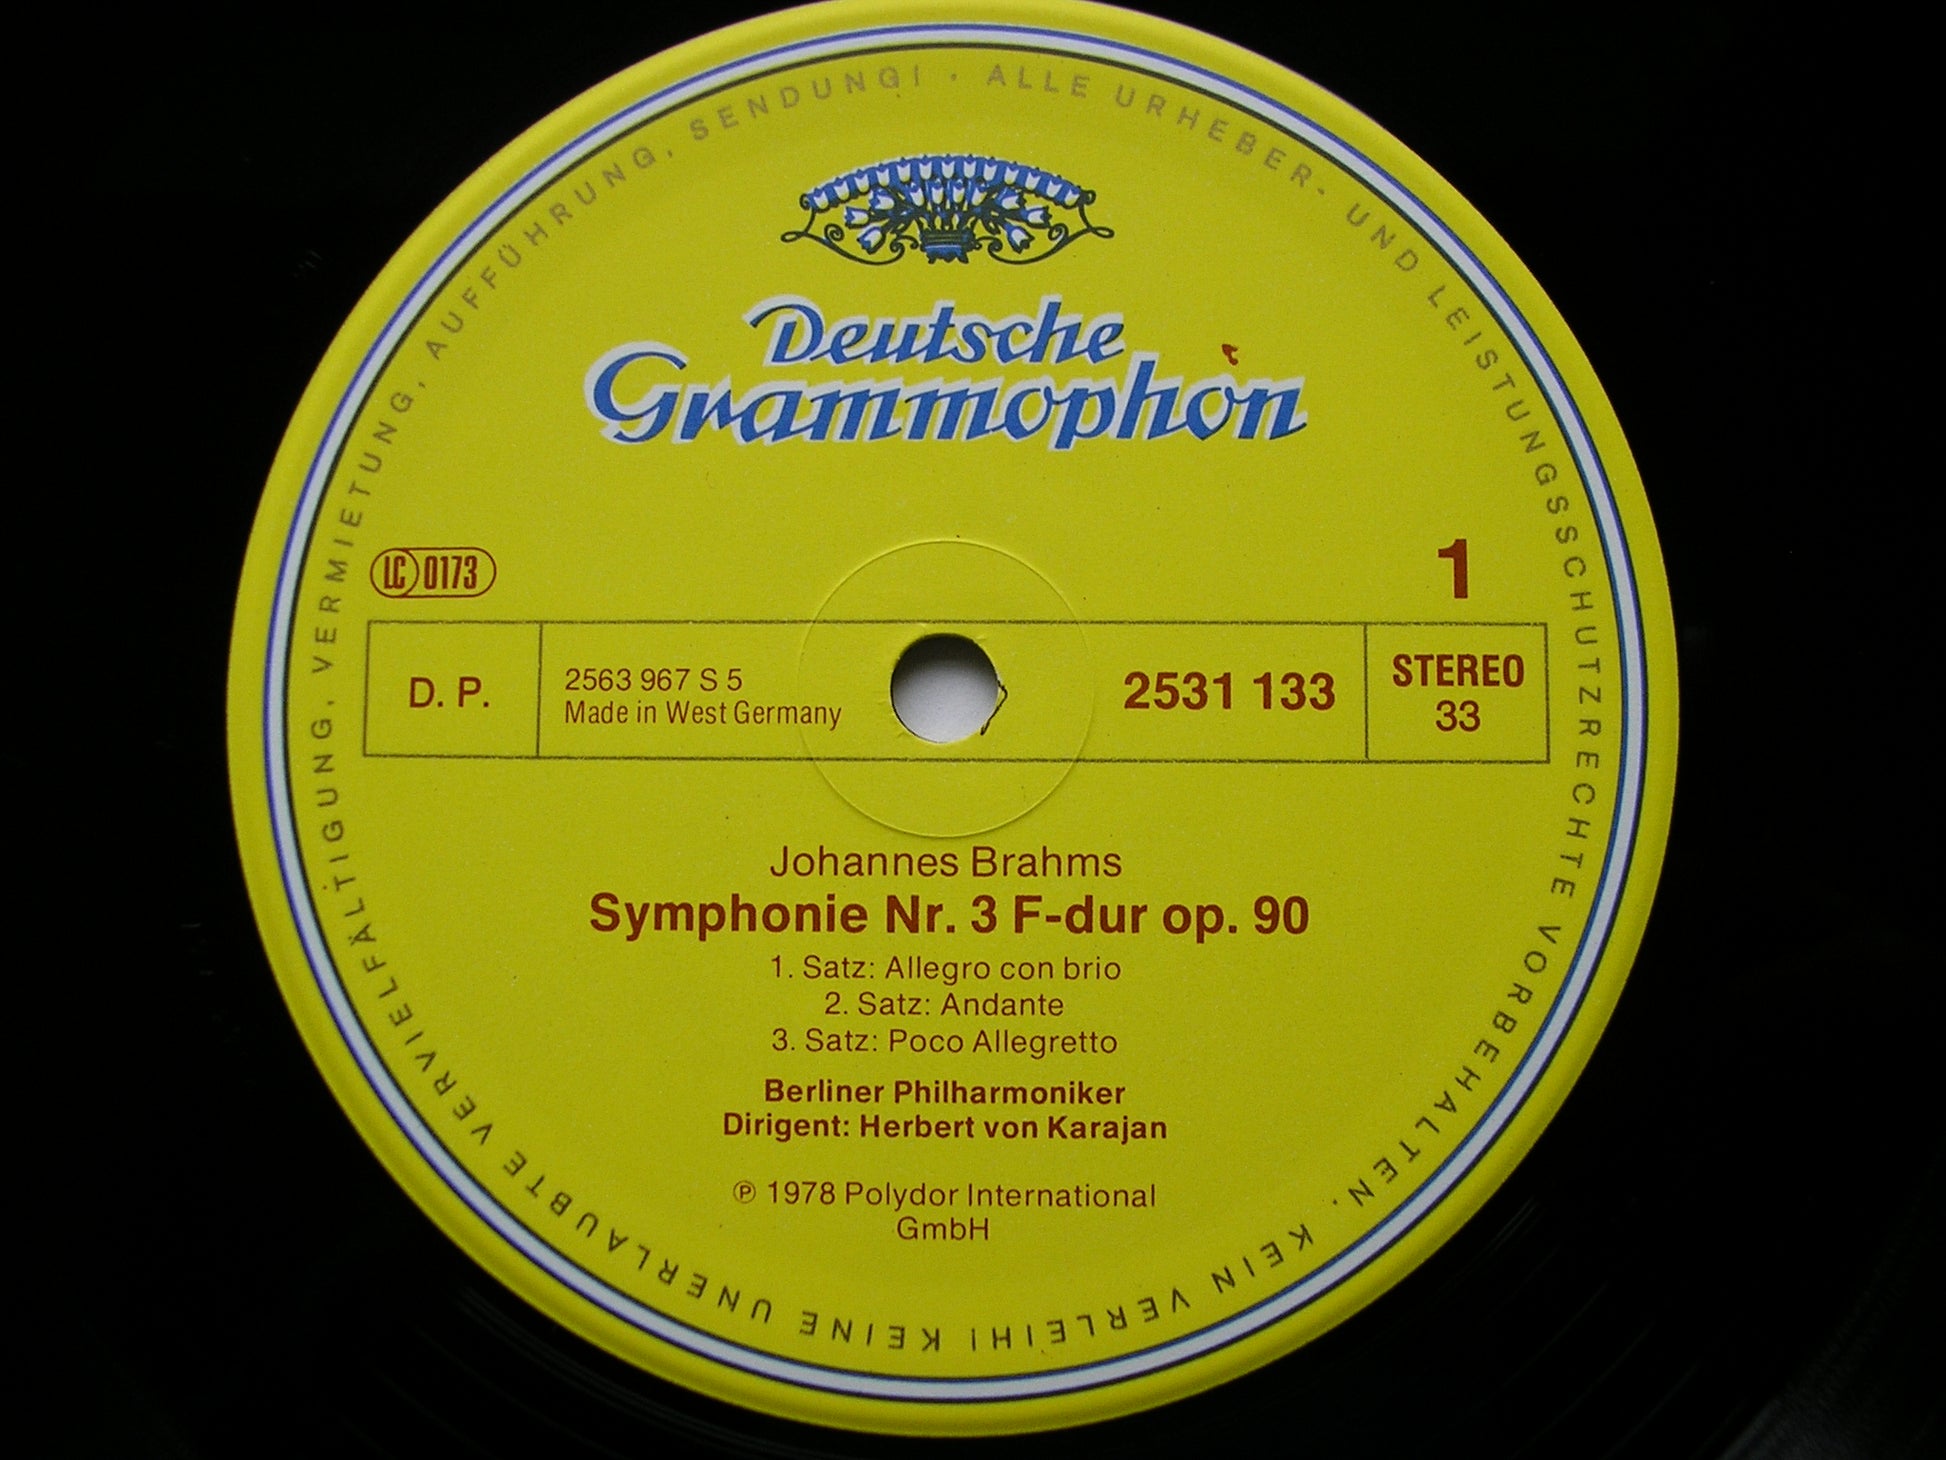 ALLE URHEBER- UND LEISTUNGSSCHUTZRECHTE VORBEHALTEN. KEIN VERLEIH! KEINE UNERLAUBTE VERVIELFÄLTIGUNG, VERMIETUNG, AUFFÜHRUNG, SENDUNG!
Deutsche
Grammophon
LC 0173
1
D. P.
2563 967 S 5
Made in West Germany
2531 133
STEREO
33
Johannes Brahms
Symphonie Nr. 3 F-dur op. 90
1. Satz: Allegro con brio
2. Satz: Andante
3. Satz: Poco Allegretto
Berliner Philharmoniker
Dirigent: Herbert von Karajan
℗ 1978 Polydor International
GmbH